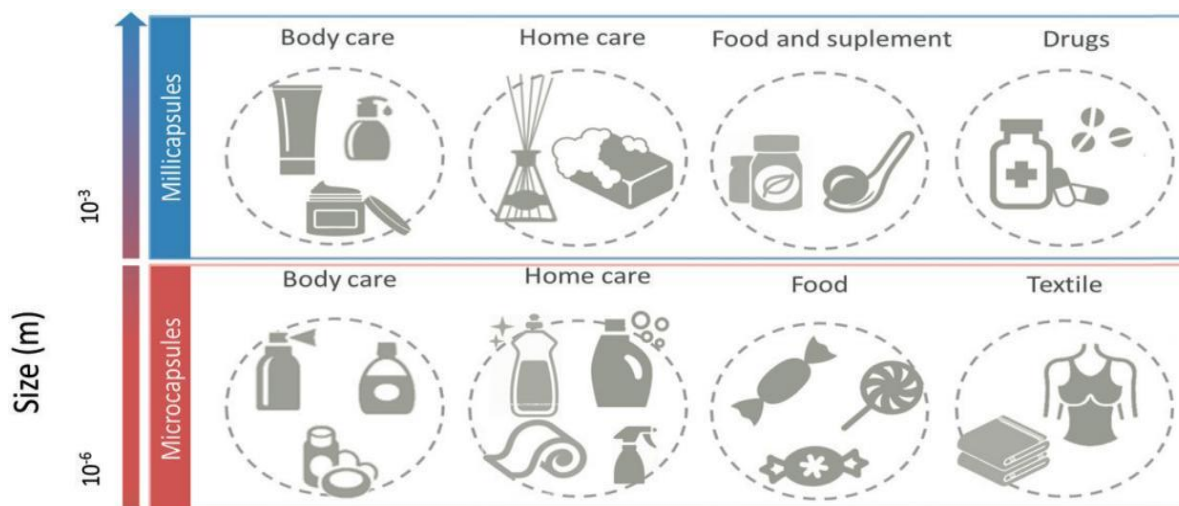 Size (m)
10⁻³
10⁻⁶
Millicapsules
Body care
Home care
Food and suplement
Drugs
Microcapsules
Body care
Home care
Food
Textile